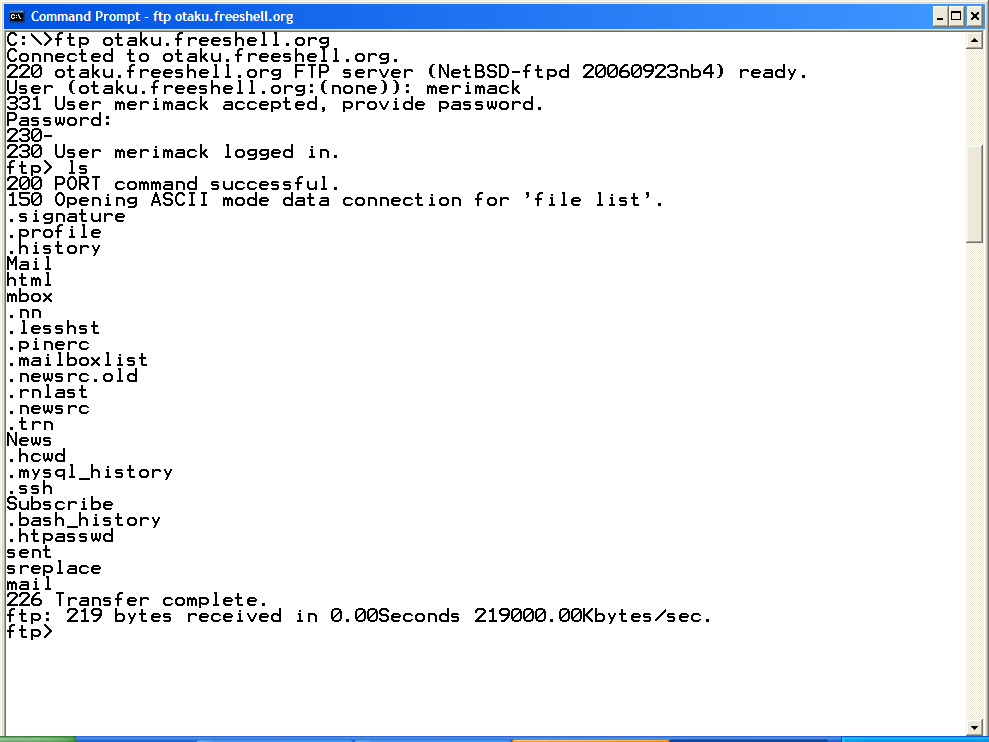 Command Prompt - ftp otaku.freeshell.org
C:\>ftp otaku.freeshell.org
Connected to otaku.freeshell.org.
220 otaku.freeshell.org FTP server (NetBSD-ftpd 20060923nb4) ready.
User (otaku.freeshell.org:(none)): merimack
331 User merimack accepted, provide password.
Password:
230-
230 User merimack logged in.
ftp> ls
200 PORT command successful.
150 Opening ASCII mode data connection for 'file list'.
.signature
.profile
.history
Mail
html
mbox
.nn
.lesshst
.pinerc
.mailboxlist
.newsrc.old
.rnlast
.newsrc
.trn
News
.hcwd
.mysql_history
.ssh
Subscribe
.bash_history
.htpasswd
sent
sreplace
mail
226 Transfer complete.
ftp: 219 bytes received in 0.00Seconds 219000.00Kbytes/sec.
ftp>